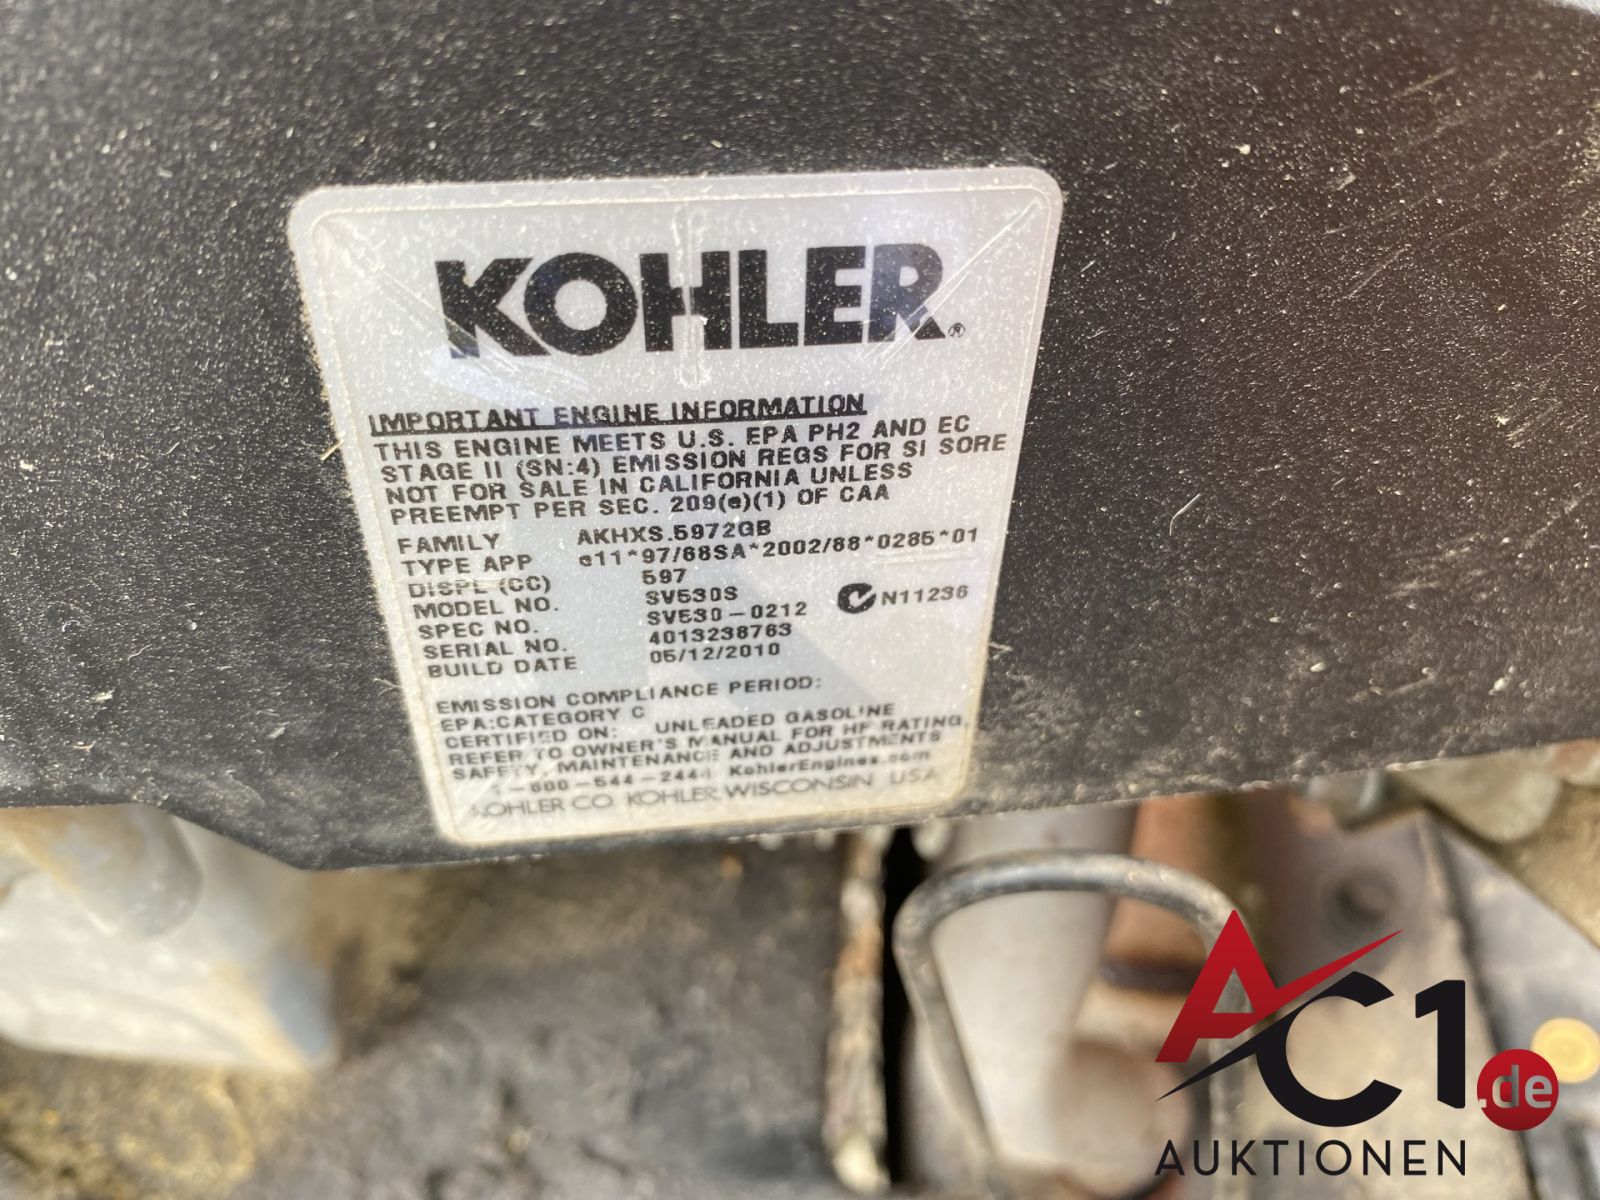 KOHLER®
IMPORTANT ENGINE INFORMATION
THIS ENGINE MEETS U.S. EPA PH2 AND EC
STAGE II (SN:4) EMISSION REGS FOR SI SORE
NOT FOR SALE IN CALIFORNIA UNLESS
PREEMPT PER SEC. 209(e)(1) OF CAA
FAMILY AKHXS.5972GB
TYPE APP e11*97/68SA*2002/88*0285*01
DISPL (CC) 597
MODEL NO. SV530S
SPEC NO. SV530-0212 N11236
SERIAL NO. 4013238763
BUILD DATE 05/12/2010
EMISSION COMPLIANCE PERIOD:
EPA:CATEGORY C
CERTIFIED ON: UNLEADED GASOLINE
REFER TO OWNER'S MANUAL FOR HP RATING,
SAFETY, MAINTENANCE AND ADJUSTMENTS
1-800-544-2444 KohlerEngines.com
KOHLER CO. KOHLER, WISCONSIN USA
AC1.de
AUKTIONEN